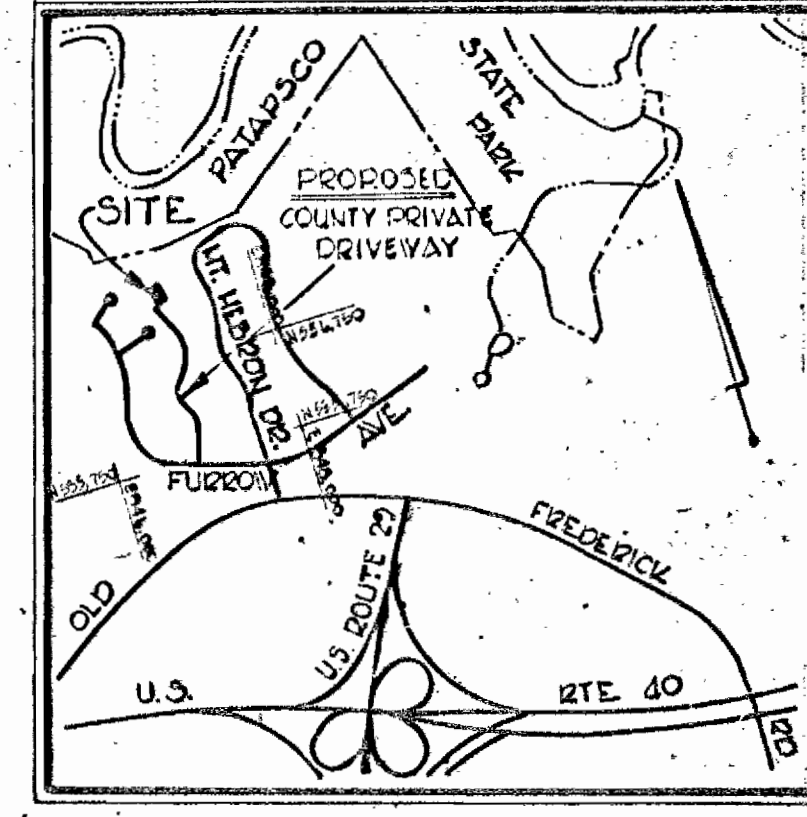 PATAPSCO
STATE
PARK
PROPOSED
COUNTY PRIVATE
DRIVEWAY
SITE
MT. HEBRON DR.
AVE
FURROW
OLD
FREDERICK
RD
U.S. ROUTE 29
U.S.
RTE 40